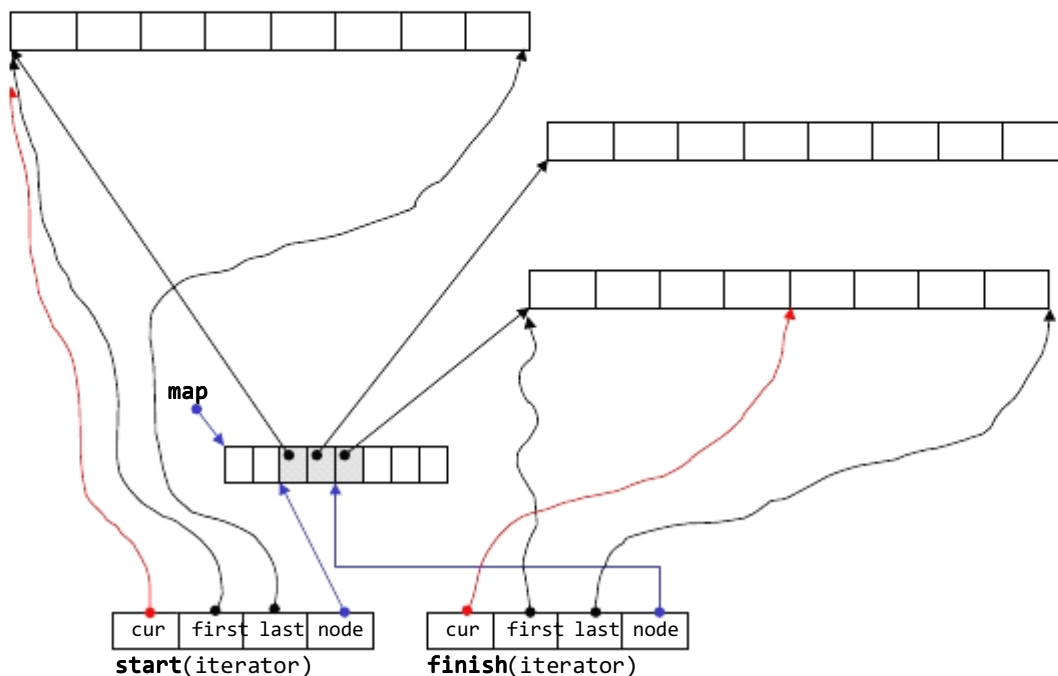 map
cur first last node
start(iterator)
cur first last node
finish(iterator)